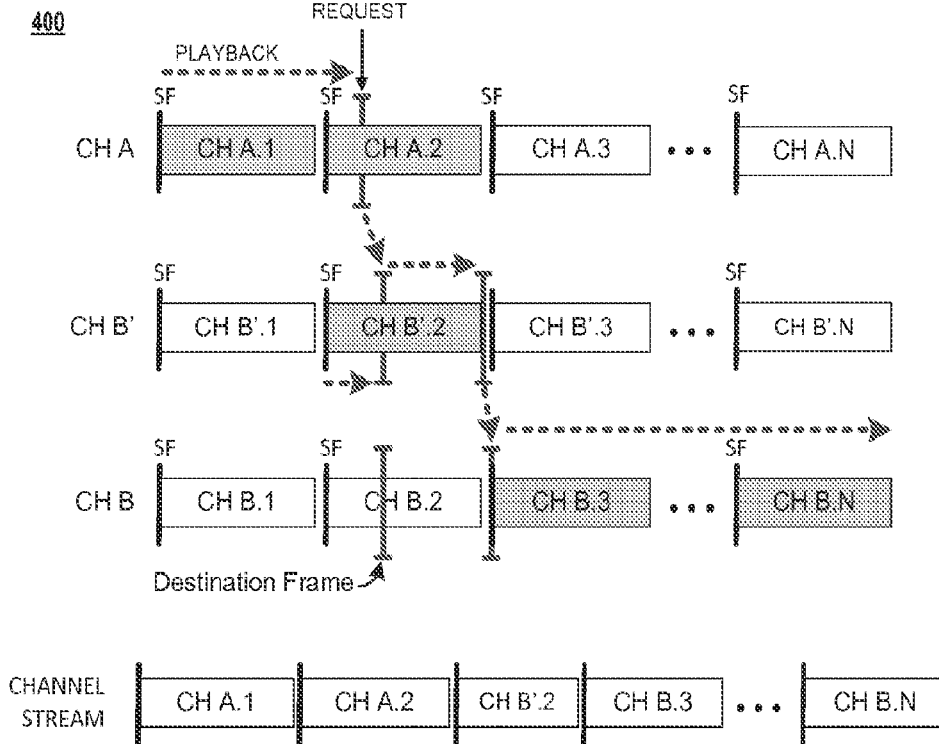 400
REQUEST
PLAYBACK
SF SF SF SF
CH A CH A.1 CH A.2 CH A.3 ••• CH A.N
SF SF
CH B' CH B'.1 CH B'.2 CH B'.3 ••• CH B'.N
SF SF SF
CH B CH B.1 CH B.2 CH B.3 ••• CH B.N
Destination Frame
CHANNEL
STREAM
CH A.1 CH A.2 CH B'.2 CH B.3 ••• CH B.N